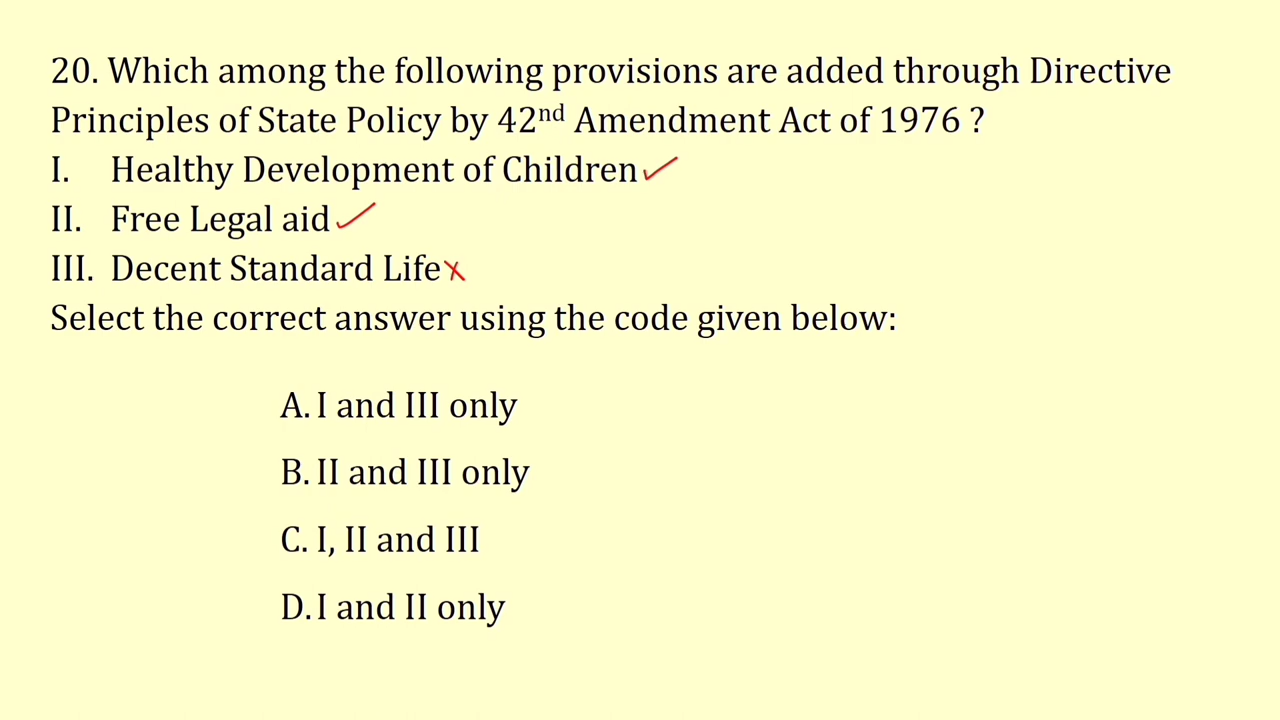 20. Which among the following provisions are added through Directive
Principles of State Policy by 42nd Amendment Act of 1976 ?
I. Healthy Development of Children
II. Free Legal aid
III. Decent Standard Life
Select the correct answer using the code given below:
A. I and III only
B. II and III only
C. I, II and III
D. I and II only